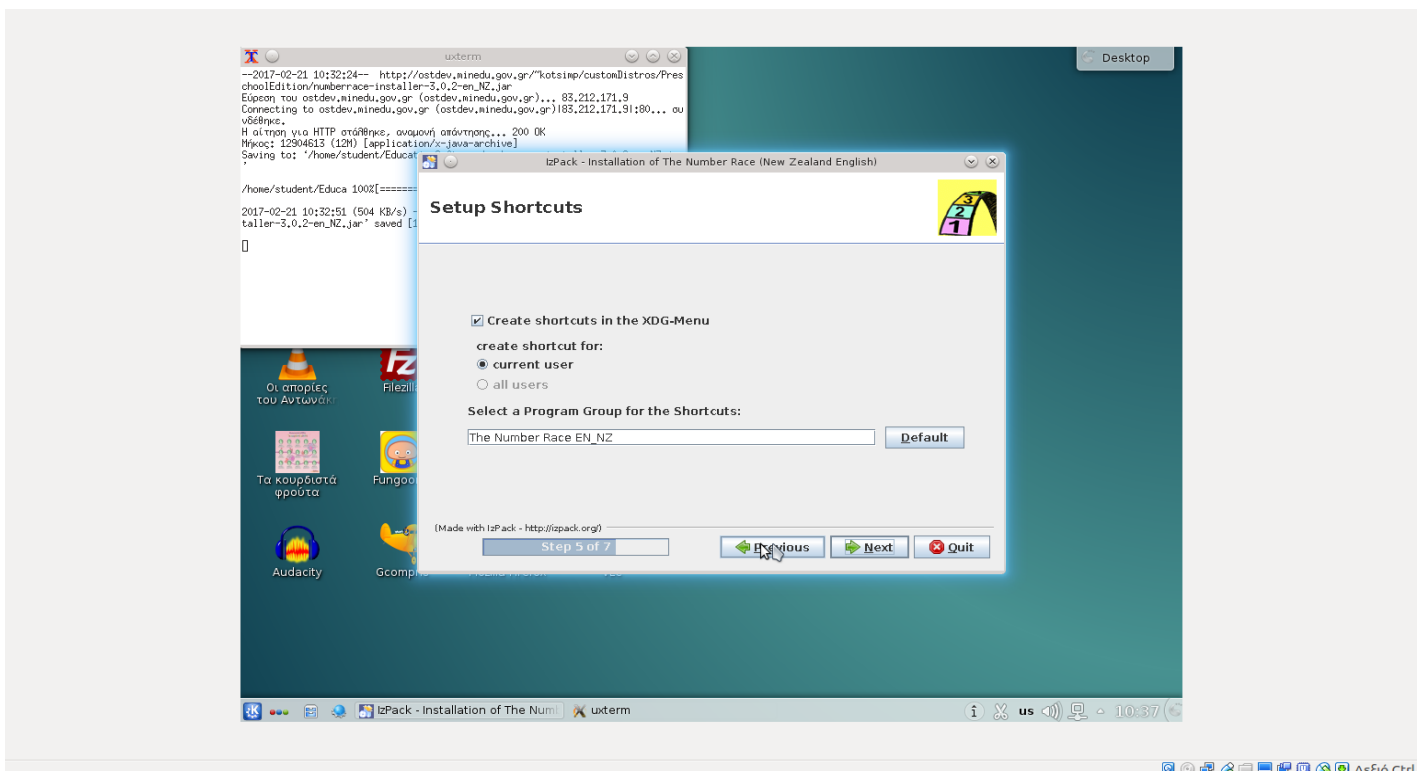 uxterm
Desktop
--2017-02-21 10:32:24-- http://ostdev.minedu.gov.gr/~kotsimp/customDistros/Pres
choolEdition/numberrace-installer-3.0.2-en_NZ.jar
Εύρεση του ostdev.minedu.gov.gr (ostdev.minedu.gov.gr)... 83.212.171.9
Connecting to ostdev.minedu.gov.gr (ostdev.minedu.gov.gr)|83.212.171.9|:80... συ
νδέθηκε.
Η αίτηση για HTTP στάλθηκε, αναμονή απάντησης... 200 OK
Μήκος: 12904613 (12M) [application/x-java-archive]
Saving to: ‘/home/student/Educat
’
/home/student/Educa 100%[======
2017-02-21 10:32:51 (504 KB/s) -
taller-3.0.2-en_NZ.jar’ saved [1
IzPack - Installation of The Number Race (New Zealand English)
Setup Shortcuts
3
2
1
Create shortcuts in the XDG-Menu
create shortcut for:
current user
all users
Select a Program Group for the Shortcuts:
The Number Race EN_NZ
Default
(Made with IzPack - http://izpack.org/)
Step 5 of 7
Next
Quit
Οι απορίες
του Αντωνάκ
Filezill
Τα κουρδιστά
φρούτα
Fungoo
Audacity
Gcompris
IzPack - Installation of The Num
uxterm
us
10:37
Δεξιό Ctrl